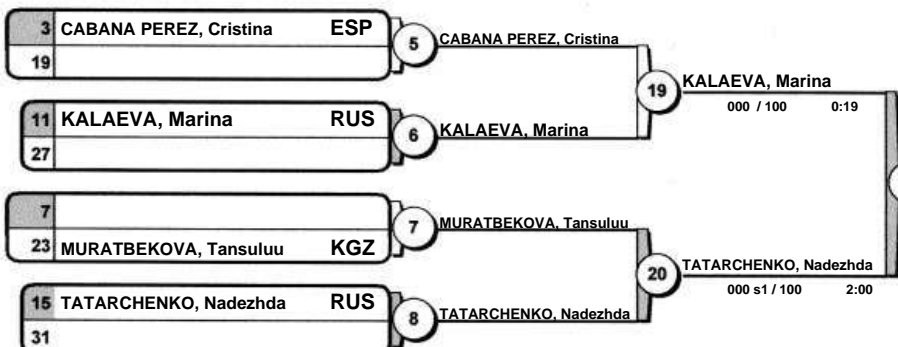 3 CABANA PEREZ, Cristina ESP
19
5
CABANA PEREZ, Cristina
11 KALAEVA, Marina RUS
27
6
KALAEVA, Marina
19
KALAEVA, Marina
000 / 100 0:19
7
23 MURATBEKOVA, Tansuluu KGZ
7
MURATBEKOVA, Tansuluu
15 TATARCHENKO, Nadezhda RUS
31
8
TATARCHENKO, Nadezhda
20
TATARCHENKO, Nadezhda
000 s1 / 100 2:00